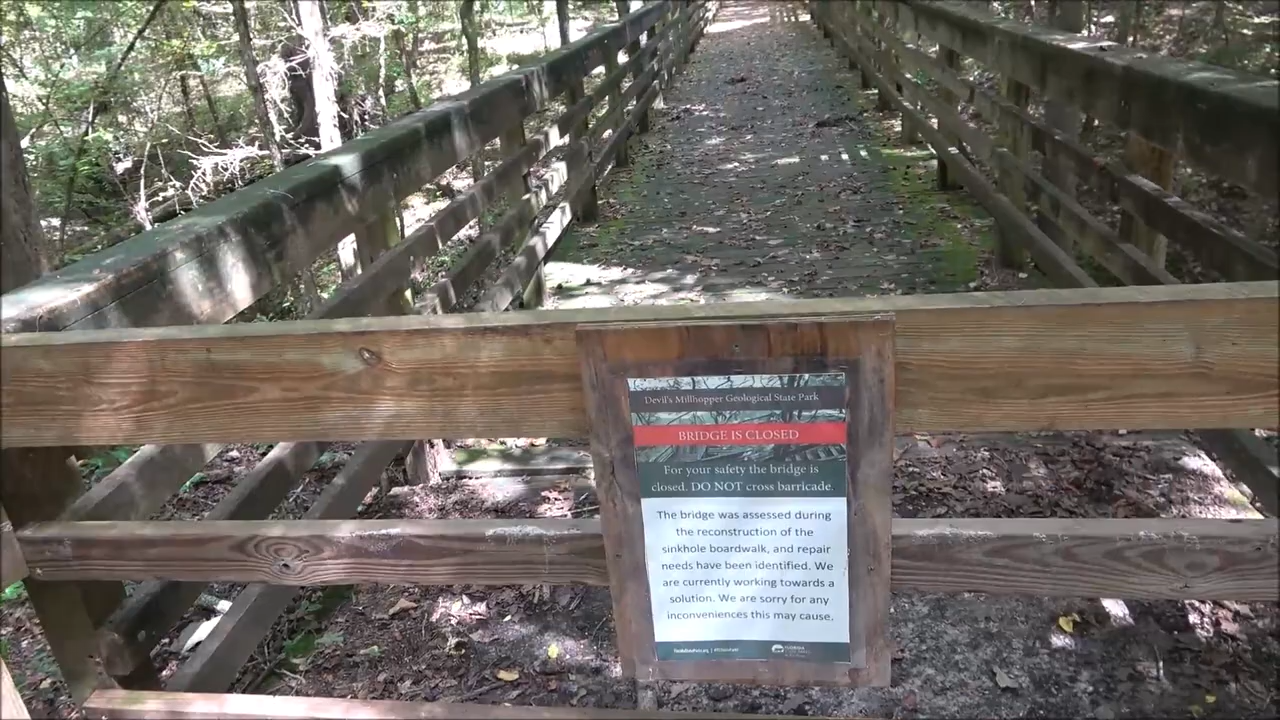 Devil's Millhopper Geological State Park
BRIDGE IS CLOSED
For your safety the bridge is
closed. DO NOT cross barricade.
The bridge was assessed during
the reconstruction of the
sinkhole boardwalk, and repair
needs have been identified. We
are currently working towards a
solution. We are sorry for any
inconveniences this may cause.
FLORIDA